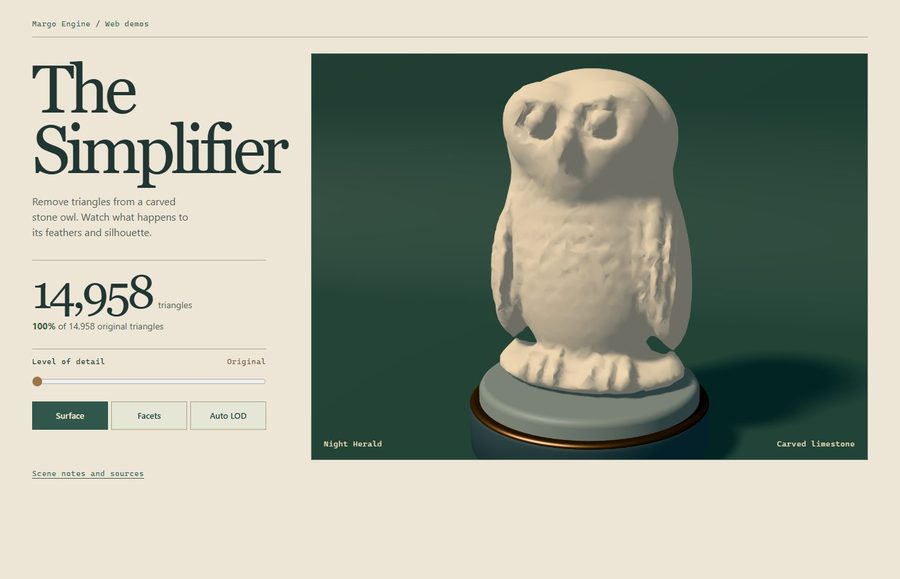 Margo Engine / Web demos
The
Simplifier
Remove triangles from a carved
stone owl. Watch what happens to
its feathers and silhouette.
14,958 triangles
100% of 14,958 original triangles
Level of detail Original
Surface Facets Auto LOD
Night Herald Carved limestone
Scene notes and sources